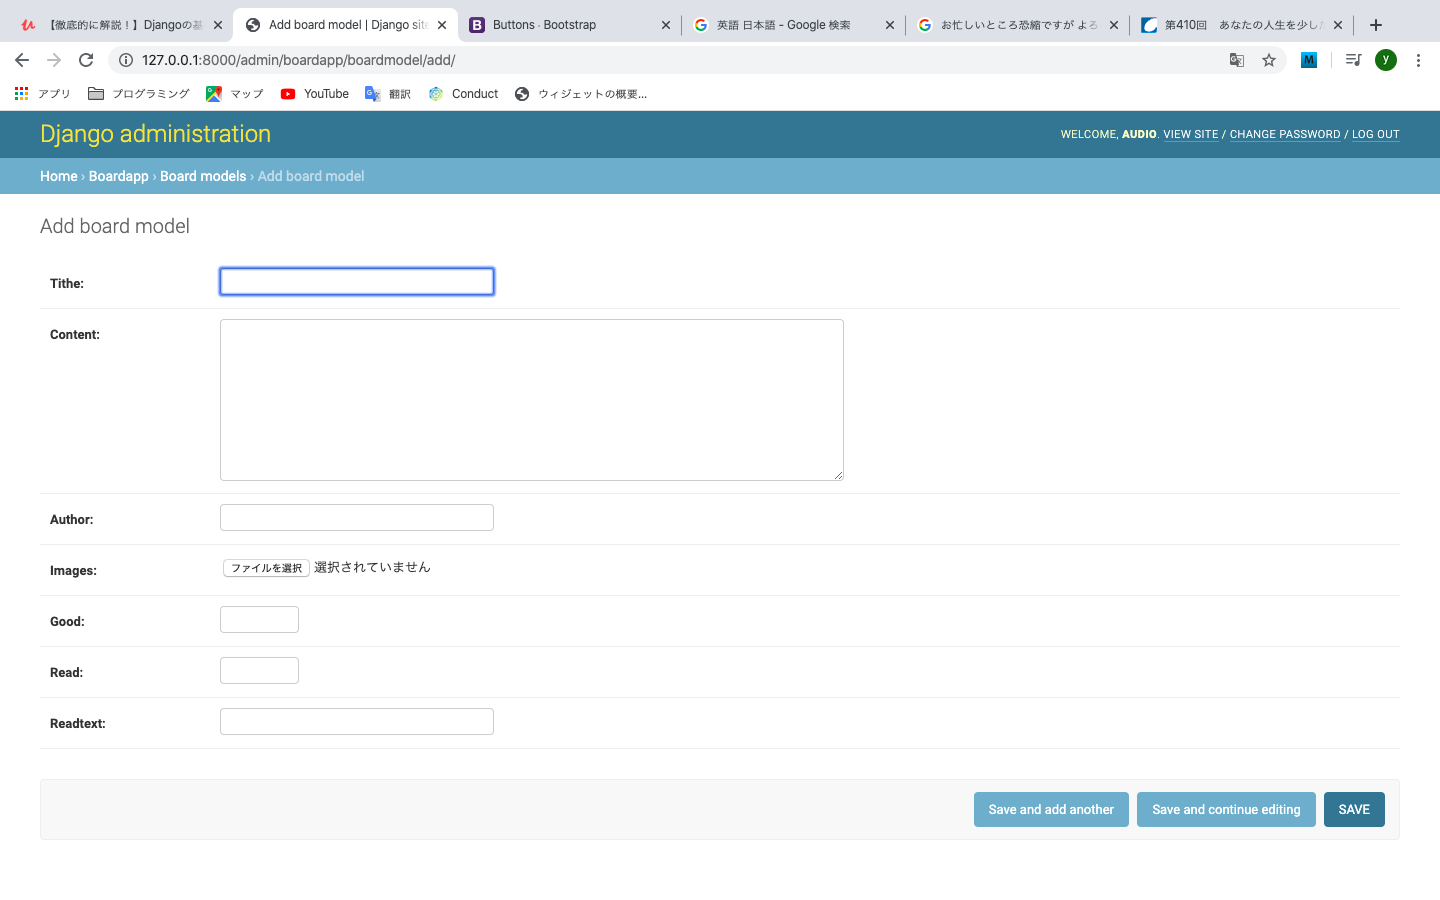 【徹底的に解説！】Djangoの基
Add board model | Django site
Buttons · Bootstrap
英語 日本語 - Google 検索
お忙しいところ恐縮ですが よろ
第410回 あなたの人生を少した
127.0.0.1:8000/admin/boardapp/boardmodel/add/
M
y
アプリ
プログラミング
マップ
YouTube
翻訳
Conduct
ウィジェットの概要...
Django administration
WELCOME, AUDIO. VIEW SITE / CHANGE PASSWORD / LOG OUT
Home › Boardapp › Board models › Add board model
Add board model
Tithe:
Content:
Author:
Images:
ファイルを選択 選択されていません
Good:
Read:
Readtext:
Save and add another
Save and continue editing
SAVE